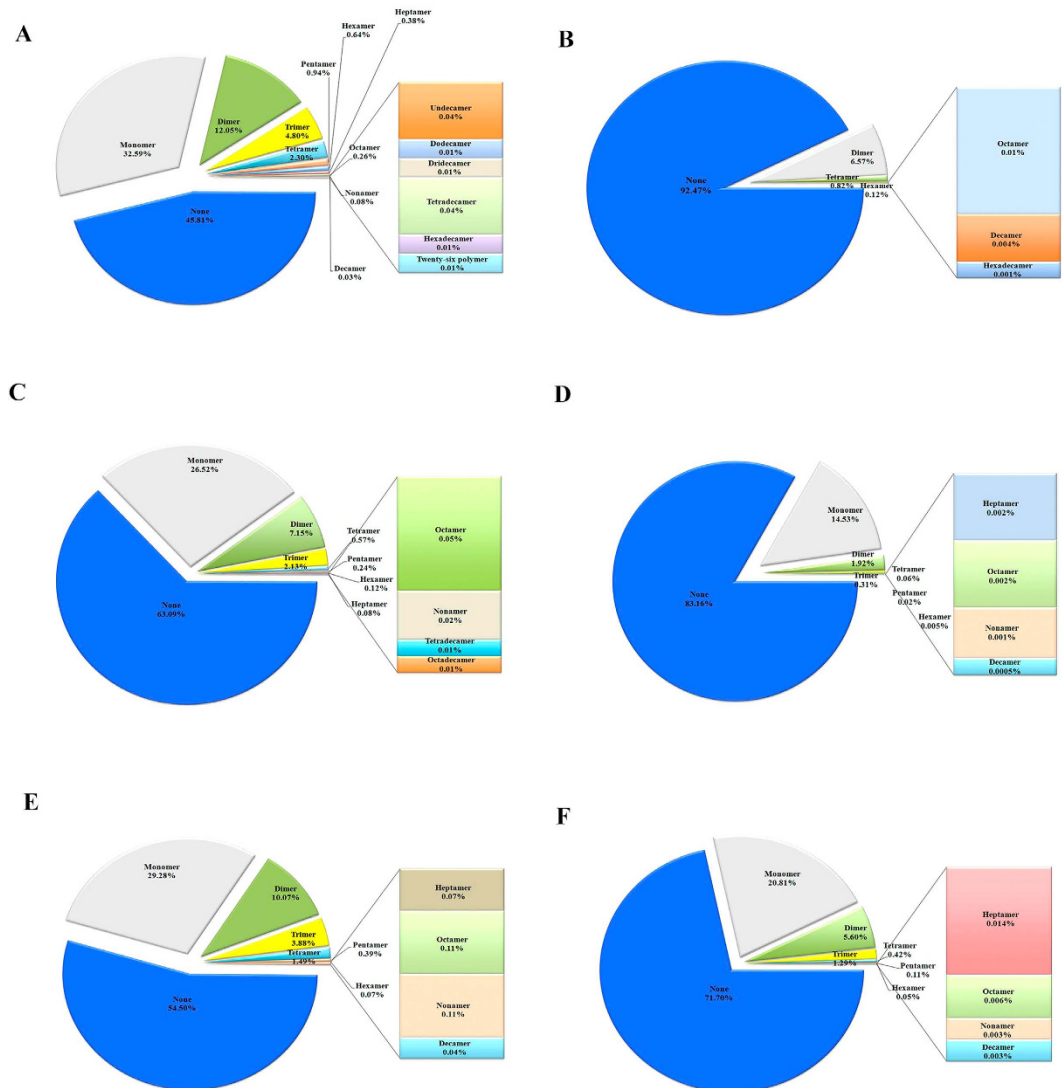 A
Hexamer
0.64%
Heptamer
0.38%
Pentamer
0.94%
Dimer
12.05%
Monomer
32.59%
Trimer
4.80%
Tetramer
2.30%
Octamer
0.26%
None
45.81%
Nonamer
0.08%
Decamer
0.03%
Undecamer
0.04%
Dodecamer
0.01%
Dridecamer
0.01%
Tetradecamer
0.04%
Hexadecamer
0.01%
Twenty-six polymer
0.01%
B
Dimer
6.57%
Tetramer
0.82%
Hexamer
0.12%
None
92.47%
Octamer
0.01%
Decamer
0.004%
Hexadecamer
0.001%
C
Monomer
26.52%
Dimer
7.15%
Trimer
2.13%
Tetramer
0.57%
Pentamer
0.24%
Hexamer
0.12%
Heptamer
0.08%
None
63.09%
Octamer
0.05%
Nonamer
0.02%
Tetradecamer
0.01%
Octadecamer
0.01%
D
Monomer
14.53%
Dimer
1.92%
Trimer
0.31%
Tetramer
0.06%
Pentamer
0.02%
Hexamer
0.005%
None
83.16%
Heptamer
0.002%
Octamer
0.002%
Nonamer
0.001%
Decamer
0.0005%
E
Monomer
29.28%
Dimer
10.07%
Trimer
3.88%
Tetramer
1.49%
Pentamer
0.39%
Hexamer
0.07%
None
54.50%
Heptamer
0.07%
Octamer
0.11%
Nonamer
0.11%
Decamer
0.04%
F
Monomer
20.81%
Dimer
5.60%
Trimer
1.29%
Tetramer
0.42%
Pentamer
0.11%
Hexamer
0.05%
None
71.70%
Heptamer
0.014%
Octamer
0.006%
Nonamer
0.003%
Decamer
0.003%